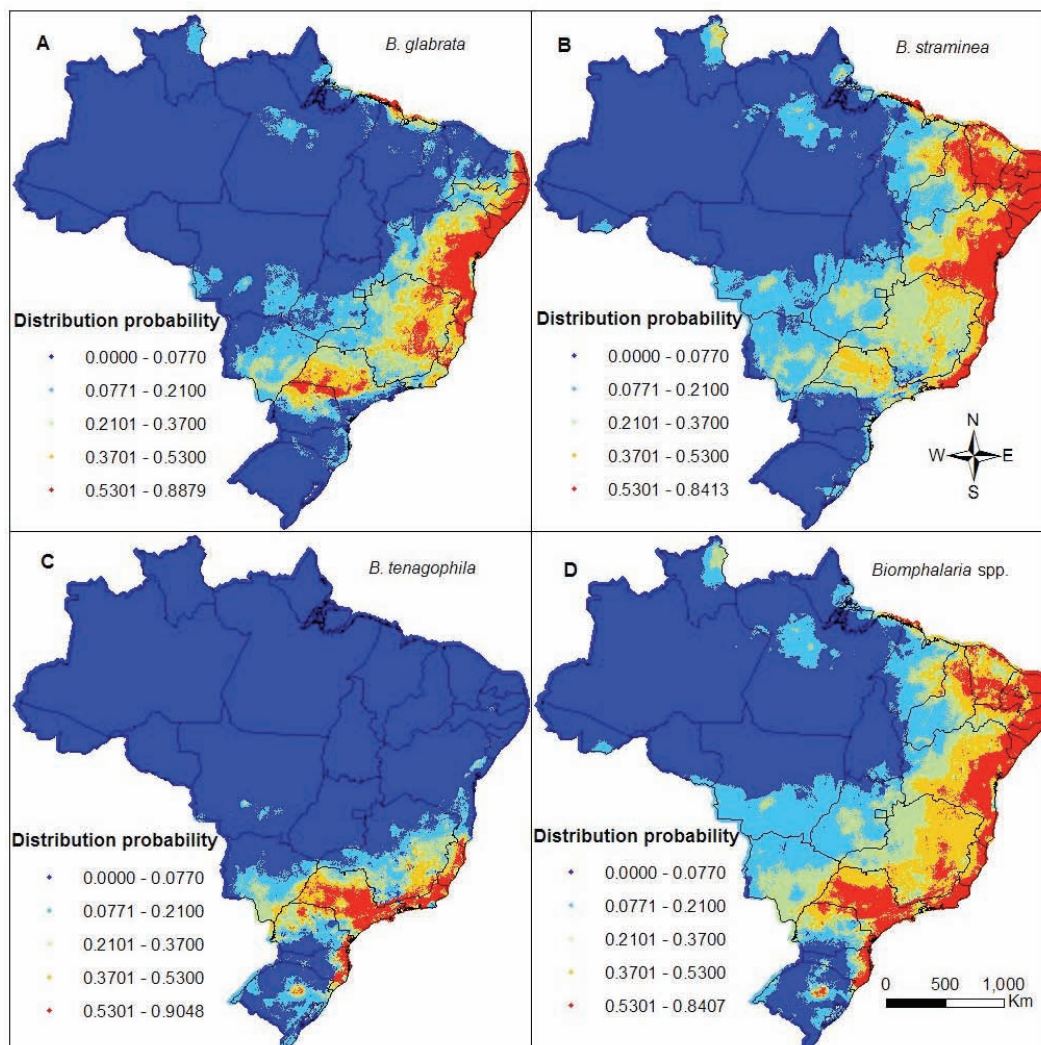 A
B. glabrata
Distribution probability
0.0000 - 0.0770
0.0771 - 0.2100
0.2101 - 0.3700
0.3701 - 0.5300
0.5301 - 0.8879
B
B. straminea
Distribution probability
0.0000 - 0.0770
0.0771 - 0.2100
0.2101 - 0.3700
0.3701 - 0.5300
0.5301 - 0.8413
N
W E
S
C
B. tenagophila
Distribution probability
0.0000 - 0.0770
0.0771 - 0.2100
0.2101 - 0.3700
0.3701 - 0.5300
0.5301 - 0.9048
D
Biomphalaria spp.
Distribution probability
0.0000 - 0.0770
0.0771 - 0.2100
0.2101 - 0.3700
0.3701 - 0.5300
0.5301 - 0.8407
0 500 1,000
Km